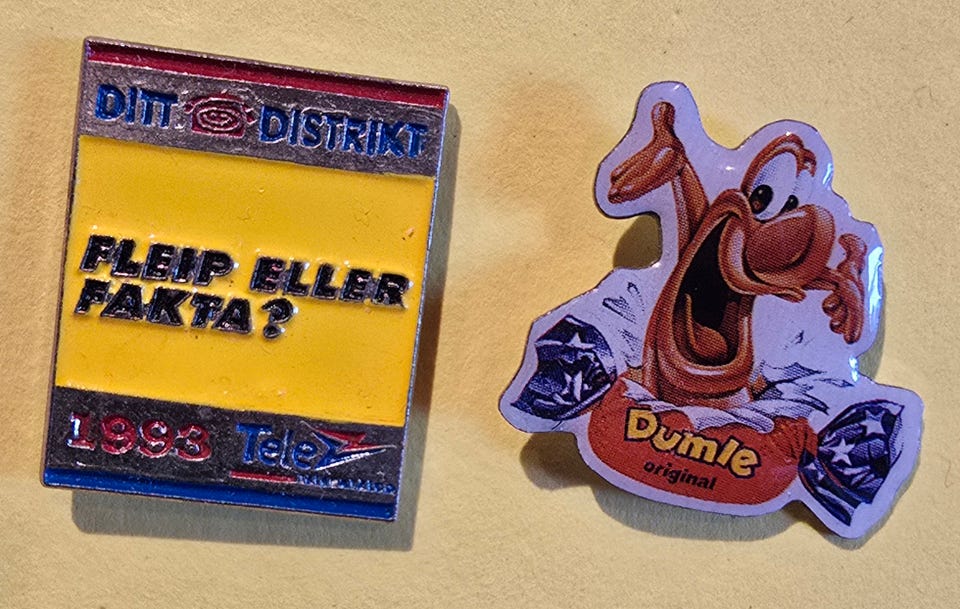 DITT DISTRIKT
FLEIP ELLER
FAKTA?
1993 Tele
Dumle
original